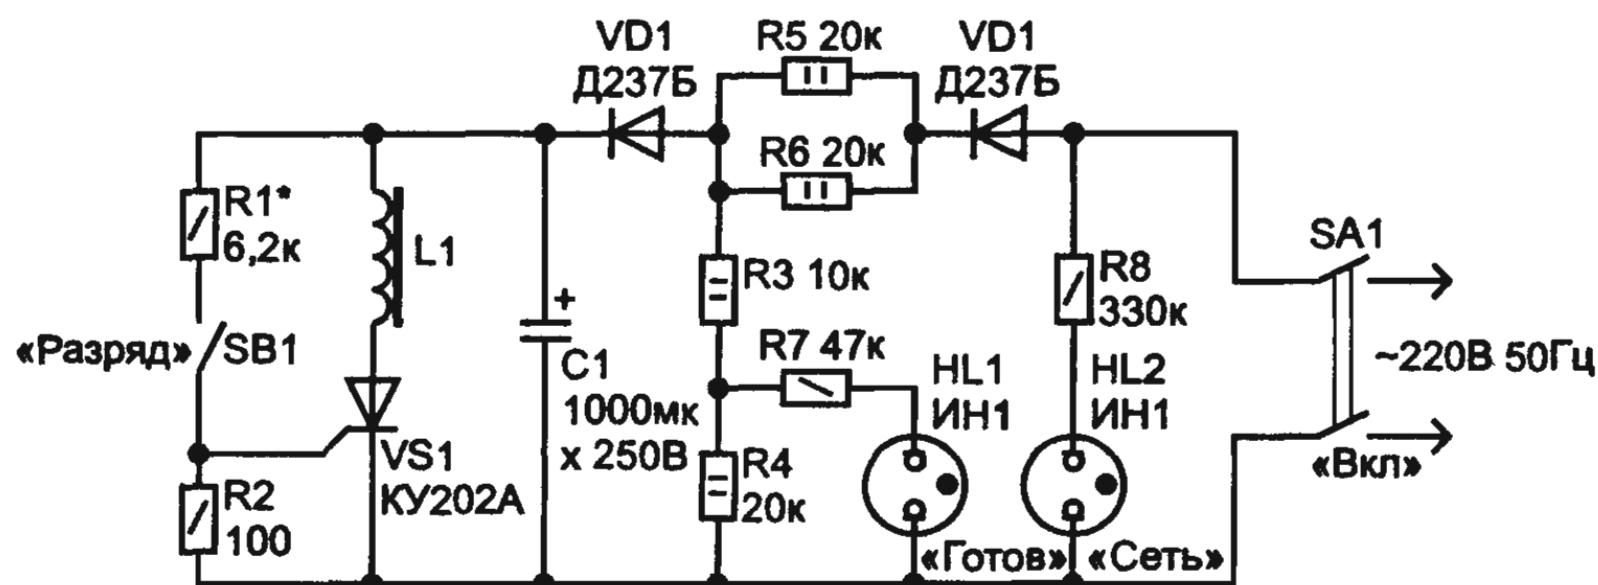 VD1
Д237Б
R5 20к
VD1
Д237Б
R6 20к
R1*
6,2к
L1
R3 10к
R8
330к
SA1
«Разряд»
SB1
+
C1
1000мк
х 250В
R7 47к
HL1
ИН1
HL2
ИН1
~220В 50Гц
VS1
КУ202А
R4
20к
«Вкл»
R2
100
«Готов»
«Сеть»